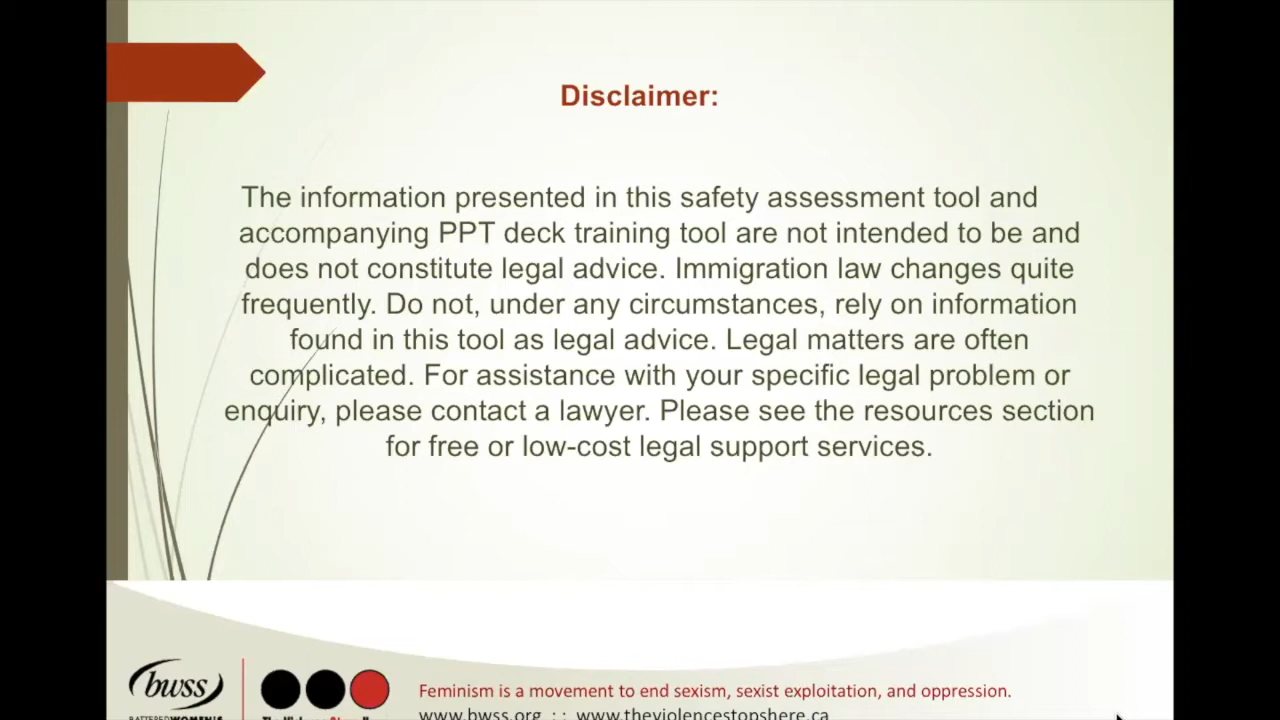 Disclaimer:
The information presented in this safety assessment tool and
accompanying PPT deck training tool are not intended to be and
does not constitute legal advice. Immigration law changes quite
frequently. Do not, under any circumstances, rely on information
found in this tool as legal advice. Legal matters are often
complicated. For assistance with your specific legal problem or
enquiry, please contact a lawyer. Please see the resources section
for free or low-cost legal support services.
bwss
BATTERED WOMEN'S
Feminism is a movement to end sexism, sexist exploitation, and oppression.
www.bwss.org : : www.theviolencestopshere.ca